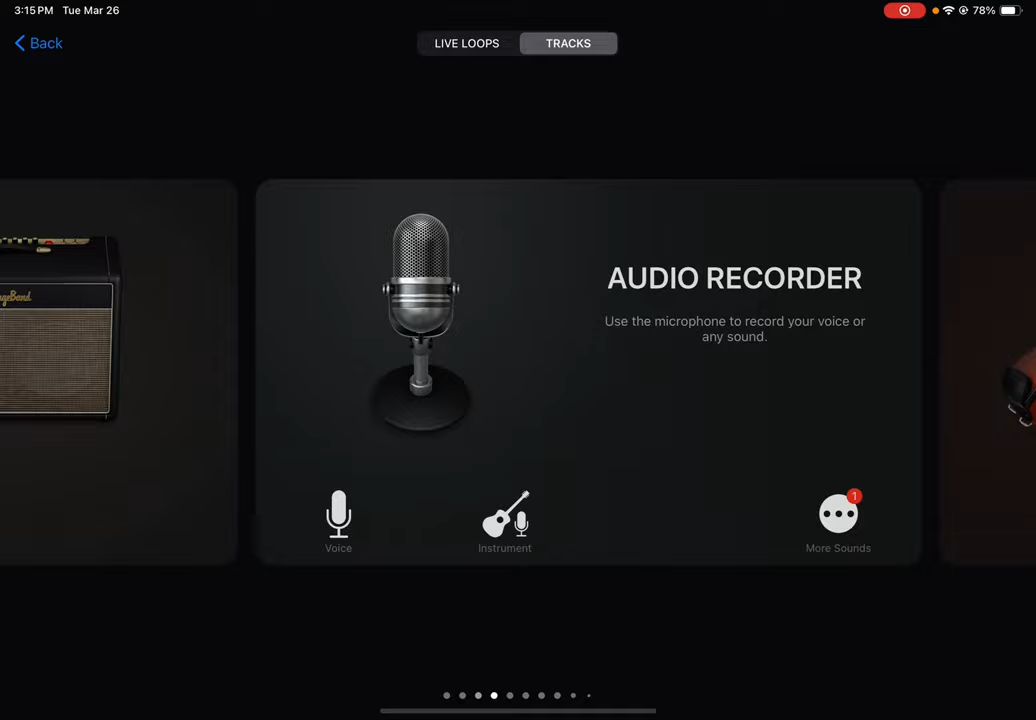 3:15 PM Tue Mar 26
78%
Back
LIVE LOOPS
TRACKS
AUDIO RECORDER
Use the microphone to record your voice or
any sound.
1
Voice
Instrument
More Sounds